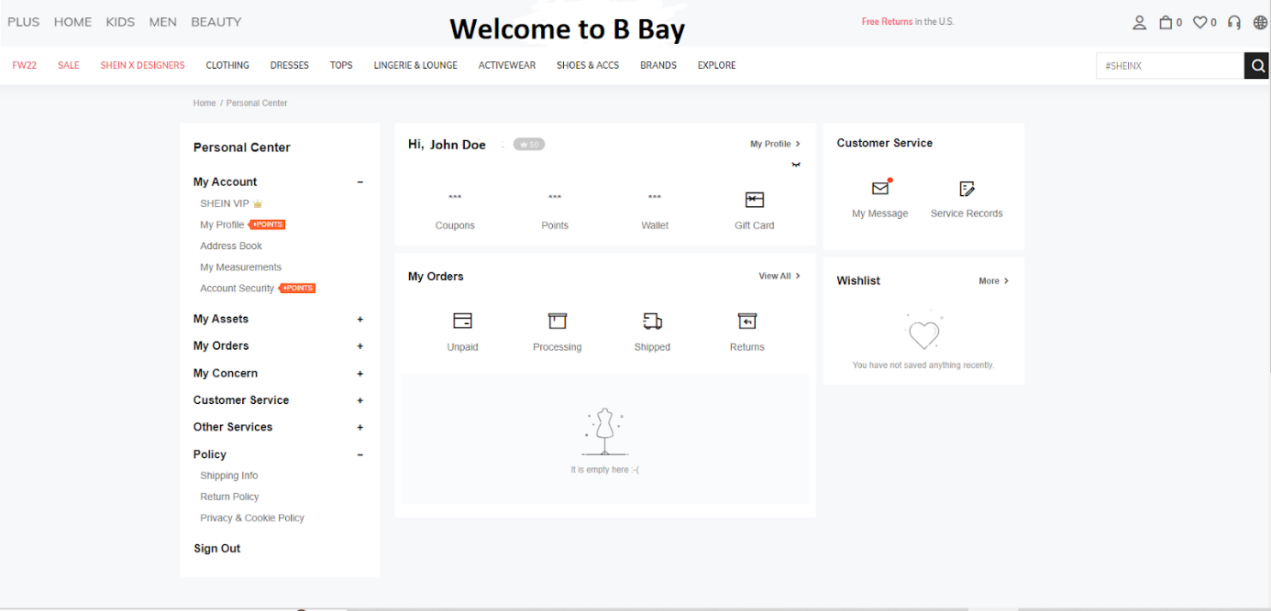 PLUS HOME KIDS MEN BEAUTY
Welcome to B Bay
Free Returns in the U.S.
0 0
FW22 SALE SHEIN X DESIGNERS CLOTHING DRESSES TOPS LINGERIE & LOUNGE ACTIVEWEAR SHOES & ACCS BRANDS EXPLORE
#SHEINX
Home / Personal Center
Personal Center
My Account −
SHEIN VIP
My Profile +POINTS
Address Book
My Measurements
Account Security +POINTS
My Assets +
My Orders +
My Concern +
Customer Service +
Other Services +
Policy −
Shipping Info
Return Policy
Privacy & Cookie Policy
Sign Out
Hi, John Doe S0
My Profile >
*** *** ***
Coupons Points Wallet Gift Card
My Orders
View All >
Unpaid Processing Shipped Returns
It is empty here :-(
Customer Service
My Message Service Records
Wishlist
More >
You have not saved anything recently.